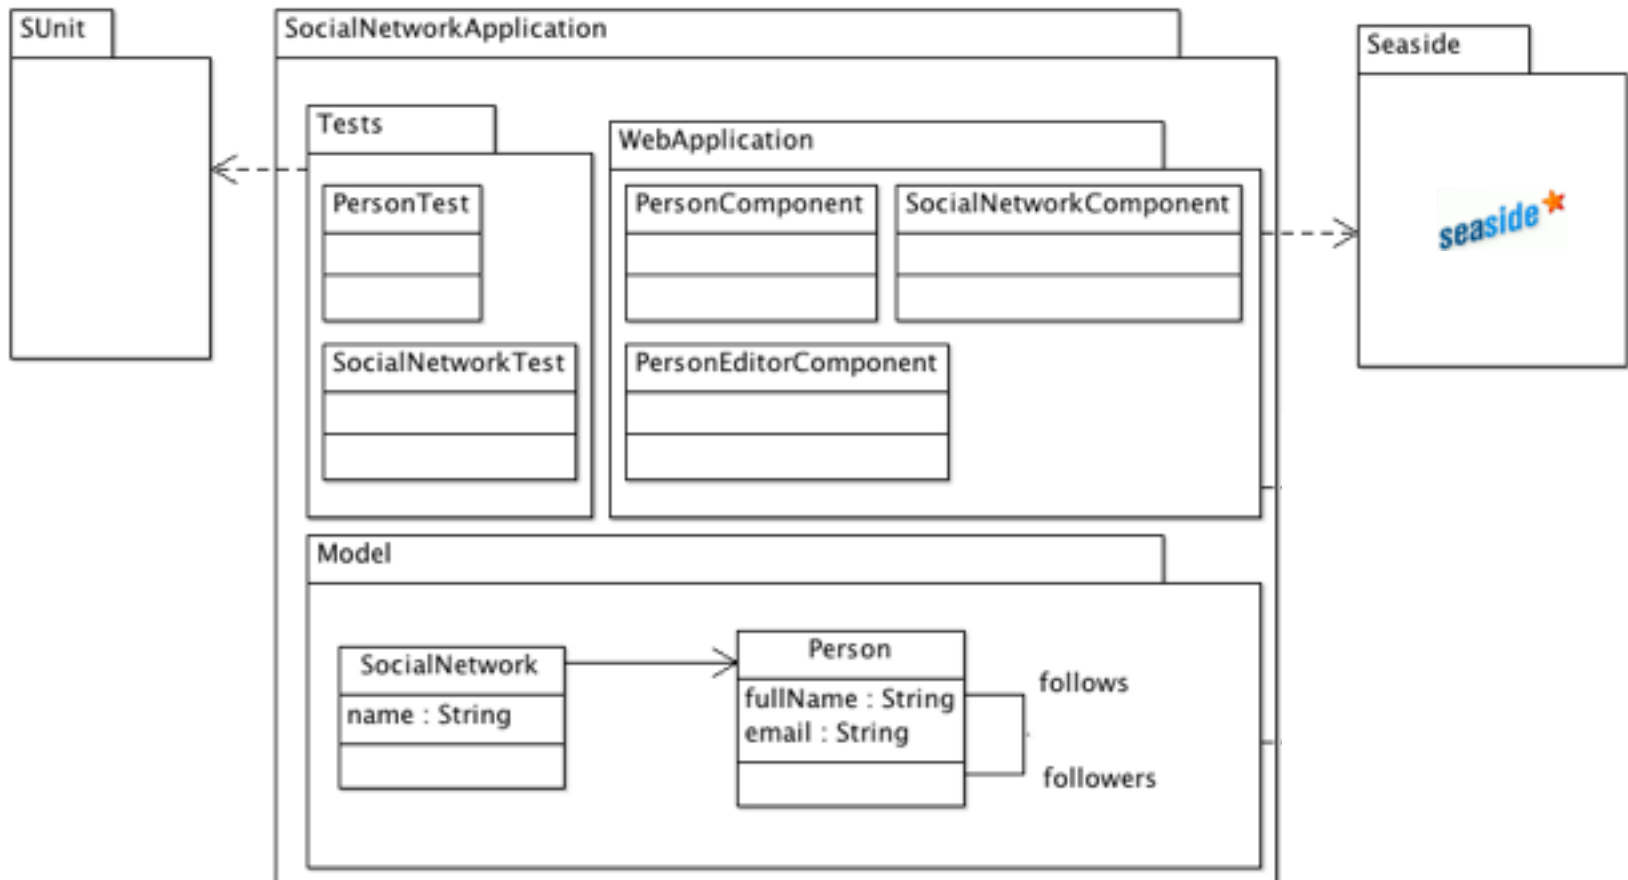 SUnit
SocialNetworkApplication
Seaside
Tests
WebApplication
PersonTest
PersonComponent
SocialNetworkComponent
seaside
SocialNetworkTest
PersonEditorComponent
Model
SocialNetwork
name : String
Person
fullName : String
email : String
follows
followers